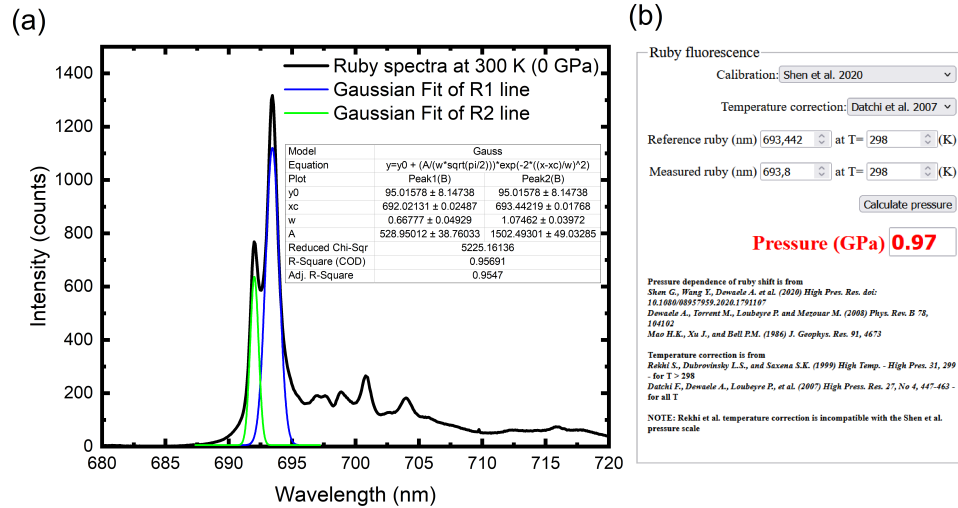 (a)
1400
1200
1000
800
600
400
200
0
680
685
690
695
700
705
710
715
720
Intensity (counts)
Wavelength (nm)
Ruby spectra at 300 K (0 GPa)
Gaussian Fit of R1 line
Gaussian Fit of R2 line
Model Gauss
Equation y=y0 + (A/(w*sqrt(pi/2)))*exp(-2*((x-xc)/w)^2)
Plot Peak1(B) Peak2(B)
y0 95.01578 ± 8.14738 95.01578 ± 8.14738
xc 692.02131 ± 0.02487 693.44219 ± 0.01768
w 0.66777 ± 0.04929 1.07462 ± 0.03972
A 528.95012 ± 38.76033 1502.49301 ± 49.03285
Reduced Chi-Sqr 5225.16136
R-Square (COD) 0.95691
Adj. R-Square 0.9547
(b)
Ruby fluorescence
Calibration: Shen et al. 2020
Temperature correction: Datchi et al. 2007
Reference ruby (nm) 693,442 at T= 298 (K)
Measured ruby (nm) 693,8 at T= 298 (K)
Calculate pressure
Pressure (GPa) 0.97
Pressure dependence of ruby shift is from
Shen G., Wang Y., Dewaele A. et al. (2020) High Pres. Res. doi:
10.1080/08957959.2020.1791107
Dewaele A., Torrent M., Loubeyre P. and Mezouar M. (2008) Phys. Rev. B 78,
104102
Mao H.K., Xu J., and Bell P.M. (1986) J. Geophys. Res. 91, 4673
Temperature correction is from
Rekhi S., Dubrovinsky L.S., and Saxena S.K. (1999) High Temp. - High Pres. 31, 299
- for T > 298
Datchi F., Dewaele A., Loubeyre P., et al. (2007) High Press. Res. 27, No 4, 447-463 -
for all T
NOTE: Rekhi et al. temperature correction is incompatible with the Shen et al.
pressure scale